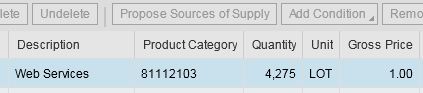 lete Undelete Propose Sources of Supply Add Condition Remo
Description Product Category Quantity Unit Gross Price
Web Services 81112103 4,275 LOT 1.00